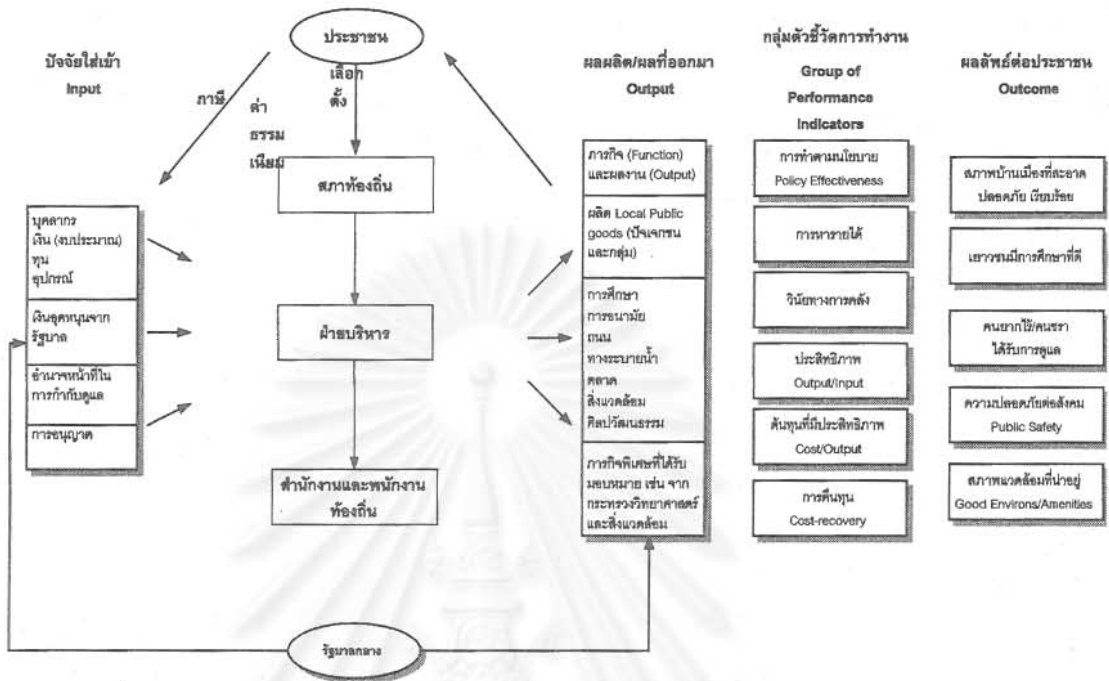 ประชาชน
ปัจจัยใส่เข้า
Input
ภาษี
ค่า
ธรรม
เนียม
เลือก
ตั้ง
สภาท้องถิ่น
บุคลากร
เงิน (งบประมาณ)
ทุน
อุปกรณ์
เงินอุดหนุนจาก
รัฐบาล
อำนาจหน้าที่ใน
การกำกับดูแล
การอนุญาต
ฝ่ายบริหาร
สำนักงานและพนักงาน
ท้องถิ่น
รัฐบาลกลาง
ผลผลิต/ผลที่ออกมา
Output
ภารกิจ (Function)
และผลงาน (Output)
ผลิต Local Public
goods (ปัจเจกชน
และกลุ่ม)
การศึกษา
การอนามัย
ถนน
ทางระบายน้ำ
ตลาด
สิ่งแวดล้อม
ศิลปวัฒนธรรม
ภารกิจพิเศษที่ได้รับ
มอบหมาย เช่น จาก
กระทรวงวิทยาศาสตร์
และสิ่งแวดล้อม
กลุ่มตัวชี้วัดการทำงาน
Group of
Performance
Indicators
การทำตามนโยบาย
Policy Effectiveness
การหารายได้
วินัยทางการคลัง
ประสิทธิภาพ
Output/Input
ต้นทุนที่มีประสิทธิภาพ
Cost/Output
การคืนทุน
Cost-recovery
ผลลัพธ์ต่อประชาชน
Outcome
สภาพบ้านเมืองที่สะอาด
ปลอดภัย เรียบร้อย
เยาวชนมีการศึกษาที่ดี
คนยากไร้/คนชรา
ได้รับการดูแล
ความปลอดภัยต่อสังคม
Public Safety
สภาพแวดล้อมที่น่าอยู่
Good Environs/Amenities